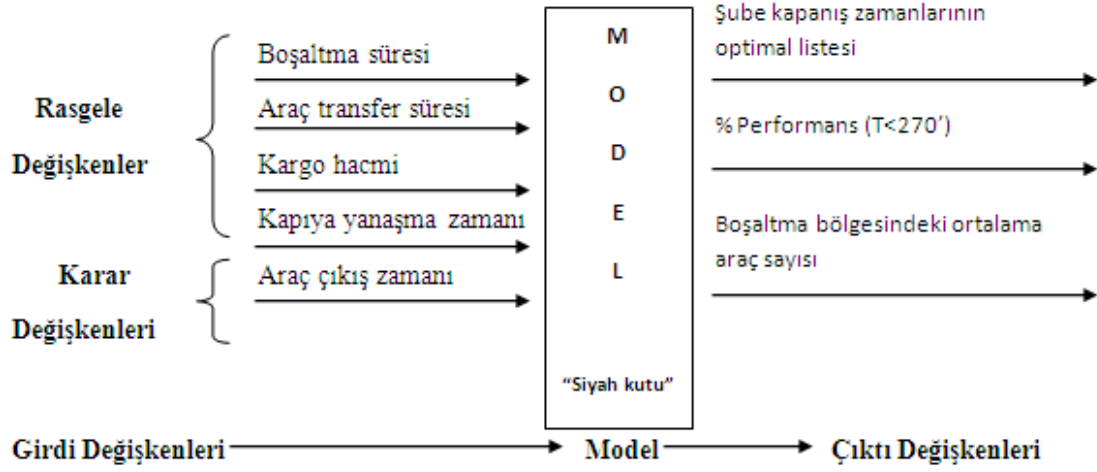 Rasgele
Değişkenler
Karar
Değişkenleri
Boşaltma süresi
Araç transfer süresi
Kargo hacmi
Kapıya yanaşma zamanı
Araç çıkış zamanı
M
O
D
E
L
“Siyah kutu”
Şube kapanış zamanlarının
optimal listesi
% Performans (T<270’)
Boşaltma bölgesindeki ortalama
araç sayısı
Girdi Değişkenleri
Model
Çıktı Değişkenleri